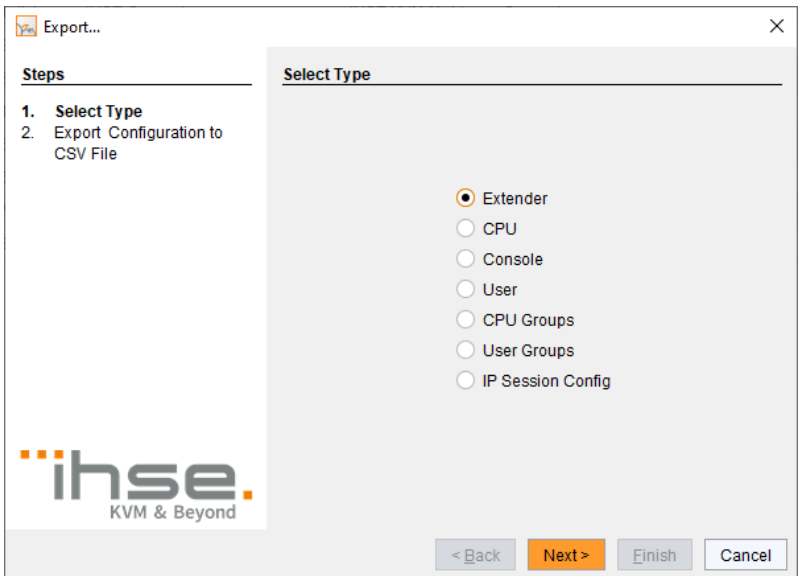 Export...
Steps
1. Select Type
2. Export Configuration to
CSV File
Select Type
Extender
CPU
Console
User
CPU Groups
User Groups
IP Session Config
ihse.
KVM & Beyond
< Back
Next >
Finish
Cancel